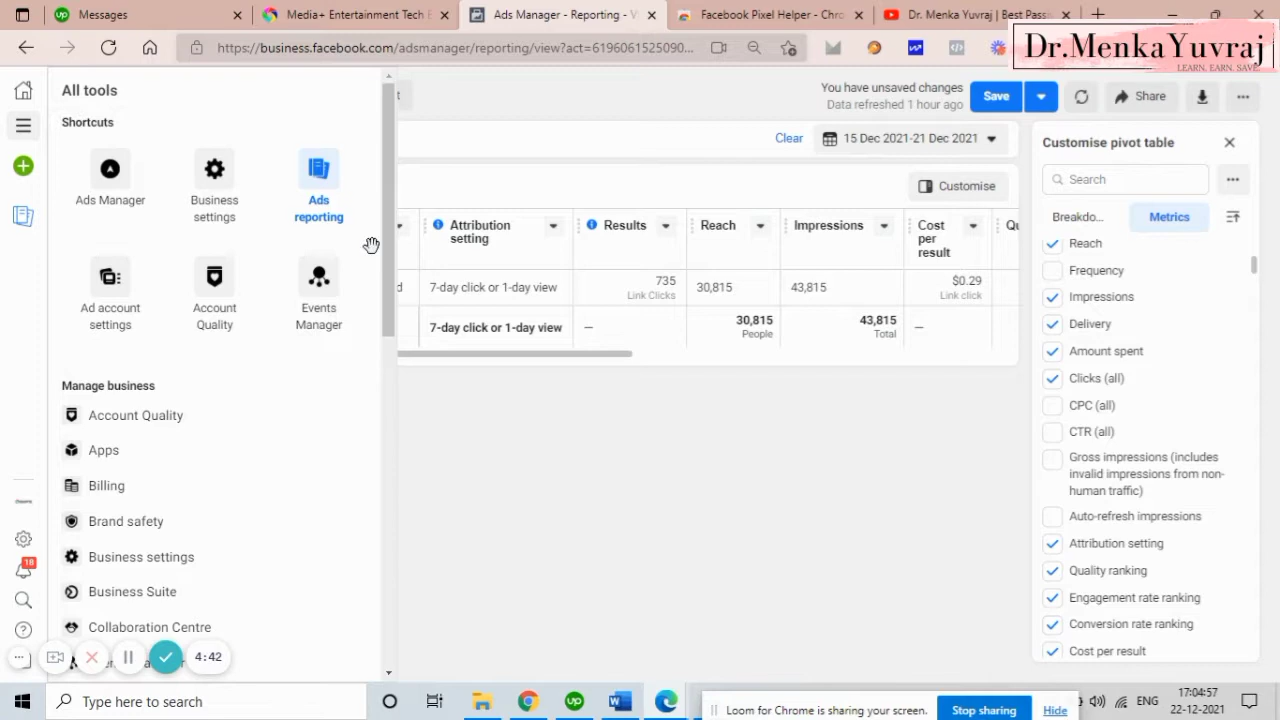 Messages
Media+ Entertainment Tech E
Ads Manager - Reporting - Vi
Facebook Pixel Helper - Chro
Dr. Menka Yuvraj | Best Pas
https://business.facebook.com/adsmanager/reporting/view?act=6196061525090...
Dr.MenkaYuvraj
LEARN. EARN. SAVE.
All tools
Shortcuts
Ads Manager
Business settings
Ads reporting
Ad account settings
Account Quality
Events Manager
Manage business
Account Quality
Apps
Billing
Brand safety
Business settings
Business Suite
Collaboration Centre
18
4:42
t
You have unsaved changes
Data refreshed 1 hour ago
Save
Share
Clear
15 Dec 2021-21 Dec 2021
Customise
Attribution setting
Results
Reach
Impressions
Cost per result
Qu
d
7-day click or 1-day view
735
Link Clicks
30,815
43,815
$0.29
Link click
7-day click or 1-day view
—
30,815
People
43,815
Total
—
Customise pivot table
Search
Breakdo...
Metrics
Reach
Frequency
Impressions
Delivery
Amount spent
Clicks (all)
CPC (all)
CTR (all)
Gross impressions (includes
invalid impressions from non-
human traffic)
Auto-refresh impressions
Attribution setting
Quality ranking
Engagement rate ranking
Conversion rate ranking
Cost per result
Type here to search
Loom for Chrome is sharing your screen.
Stop sharing
Hide
ENG
17:04:57
22-12-2021